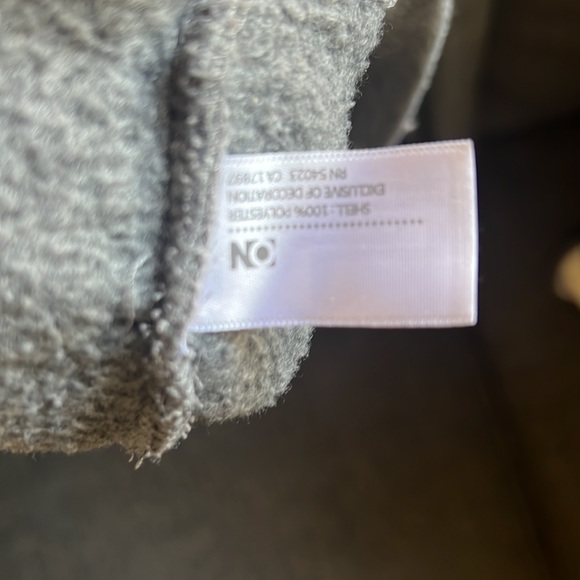 ON
SHELL: 100% POLYESTER
EXCLUSIVE OF DECORATION
RN 54023 CA 17897